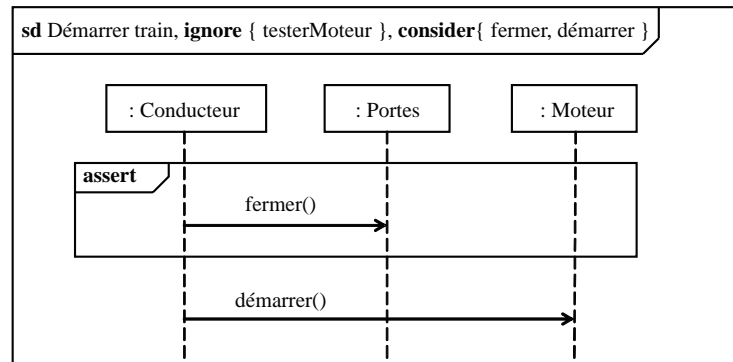 sd Démarrer train, ignore { testerMoteur }, consider{ fermer, démarrer }
: Conducteur
: Portes
: Moteur
assert
fermer()
démarrer()